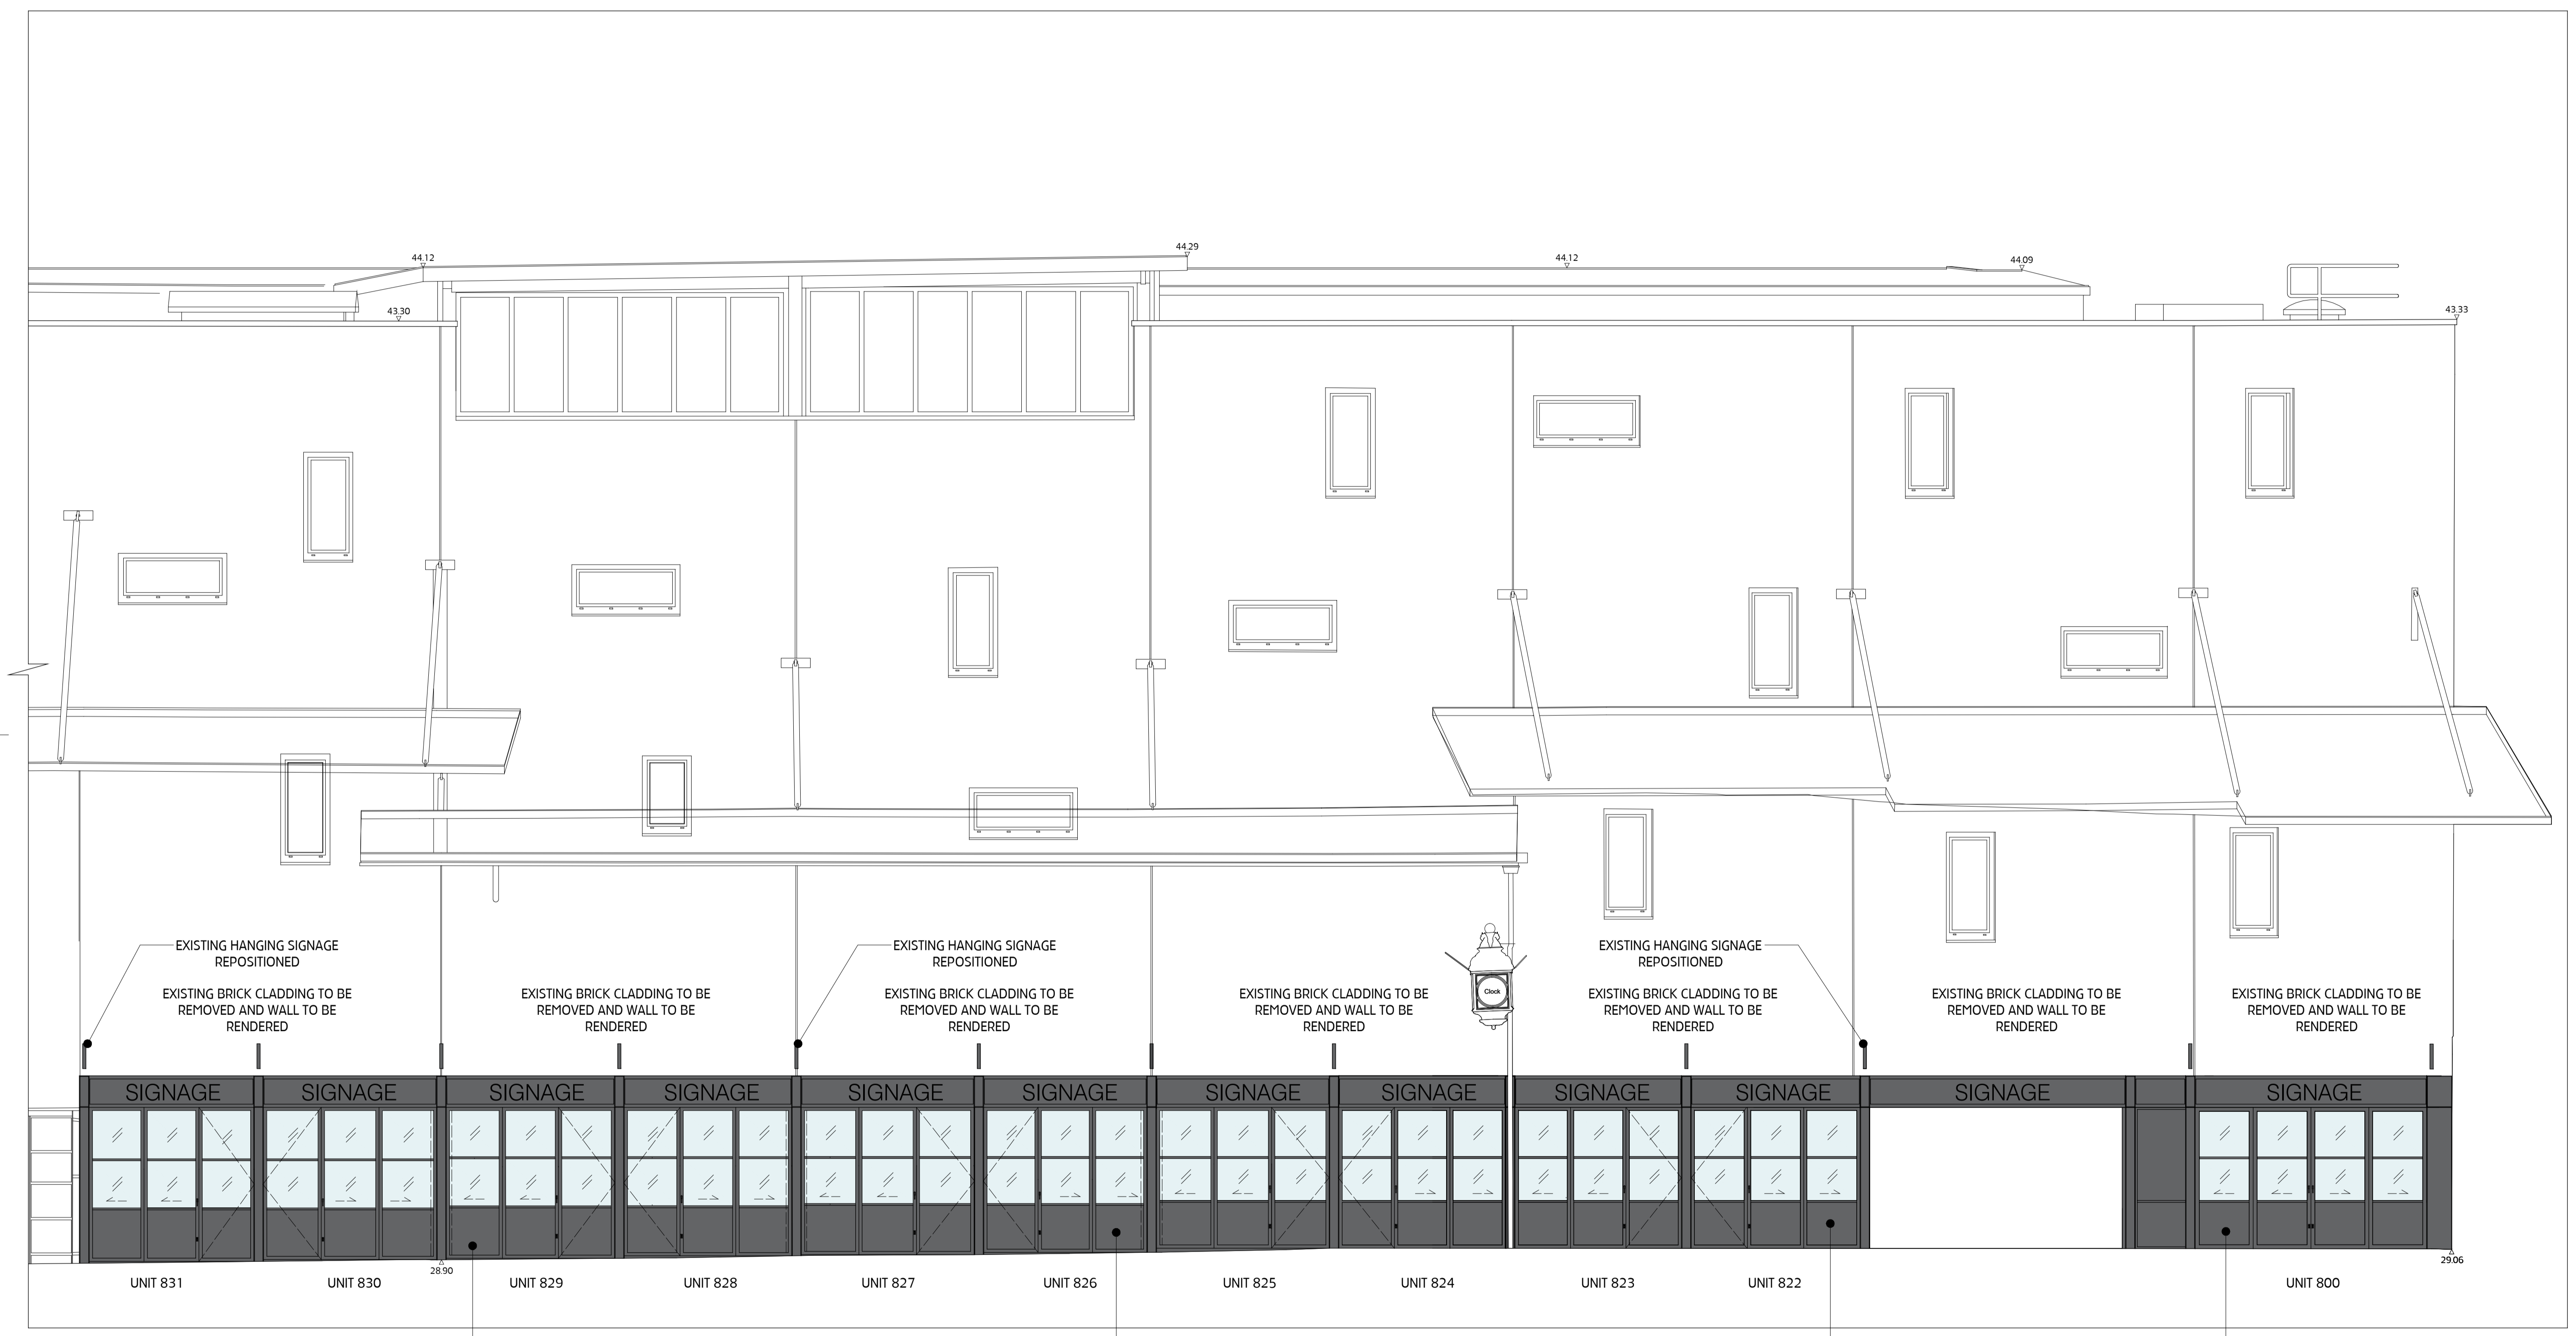 44.29
44.12
44.12
44.09
43.30
43.33
EXISTING HANGING SIGNAGE
REPOSITIONED
EXISTING HANGING SIGNAGE
REPOSITIONED
EXISTING HANGING SIGNAGE
REPOSITIONED
EXISTING BRICK CLADDING TO BE
REMOVED AND WALL TO BE
RENDERED
EXISTING BRICK CLADDING TO BE
REMOVED AND WALL TO BE
RENDERED
EXISTING BRICK CLADDING TO BE
REMOVED AND WALL TO BE
RENDERED
EXISTING BRICK CLADDING TO BE
REMOVED AND WALL TO BE
RENDERED
Clock
EXISTING BRICK CLADDING TO BE
REMOVED AND WALL TO BE
RENDERED
EXISTING BRICK CLADDING TO BE
REMOVED AND WALL TO BE
RENDERED
EXISTING BRICK CLADDING TO BE
REMOVED AND WALL TO BE
RENDERED
SIGNAGE
SIGNAGE
SIGNAGE
SIGNAGE
SIGNAGE
SIGNAGE
SIGNAGE
SIGNAGE
SIGNAGE
SIGNAGE
SIGNAGE
SIGNAGE
28.90
29.06
UNIT 831
UNIT 830
UNIT 829
UNIT 828
UNIT 827
UNIT 826
UNIT 825
UNIT 824
UNIT 823
UNIT 822
UNIT 800